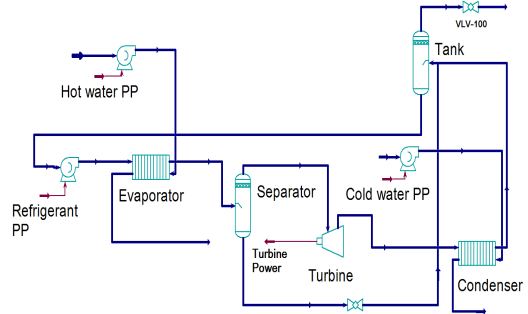 VLV-100
Tank
Hot water PP
Evaporator
Separator
Cold water PP
Refrigerant
PP
Turbine
Power
Turbine
Condenser